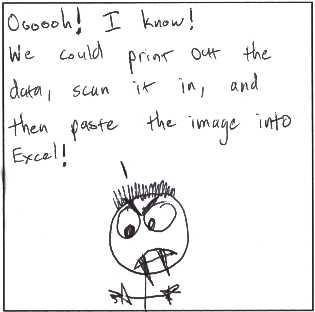 Oooooh! I know!
We could print out the
data, scan it in, and
then paste the image into
Excel!